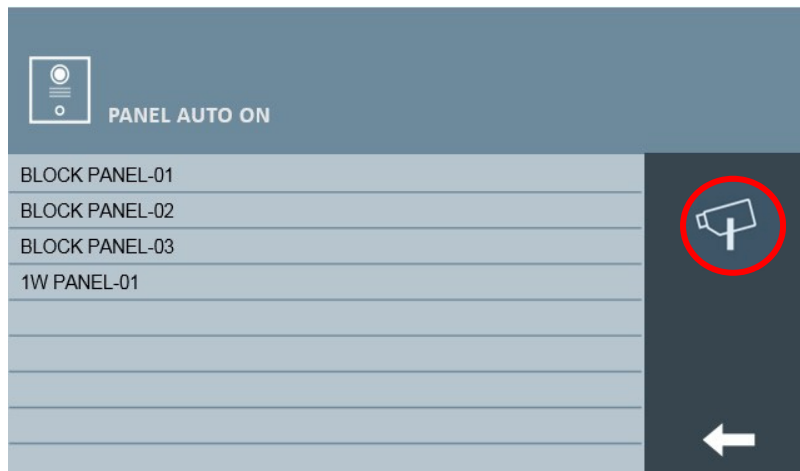 PANEL AUTO ON
BLOCK PANEL-01
BLOCK PANEL-02
BLOCK PANEL-03
1W PANEL-01